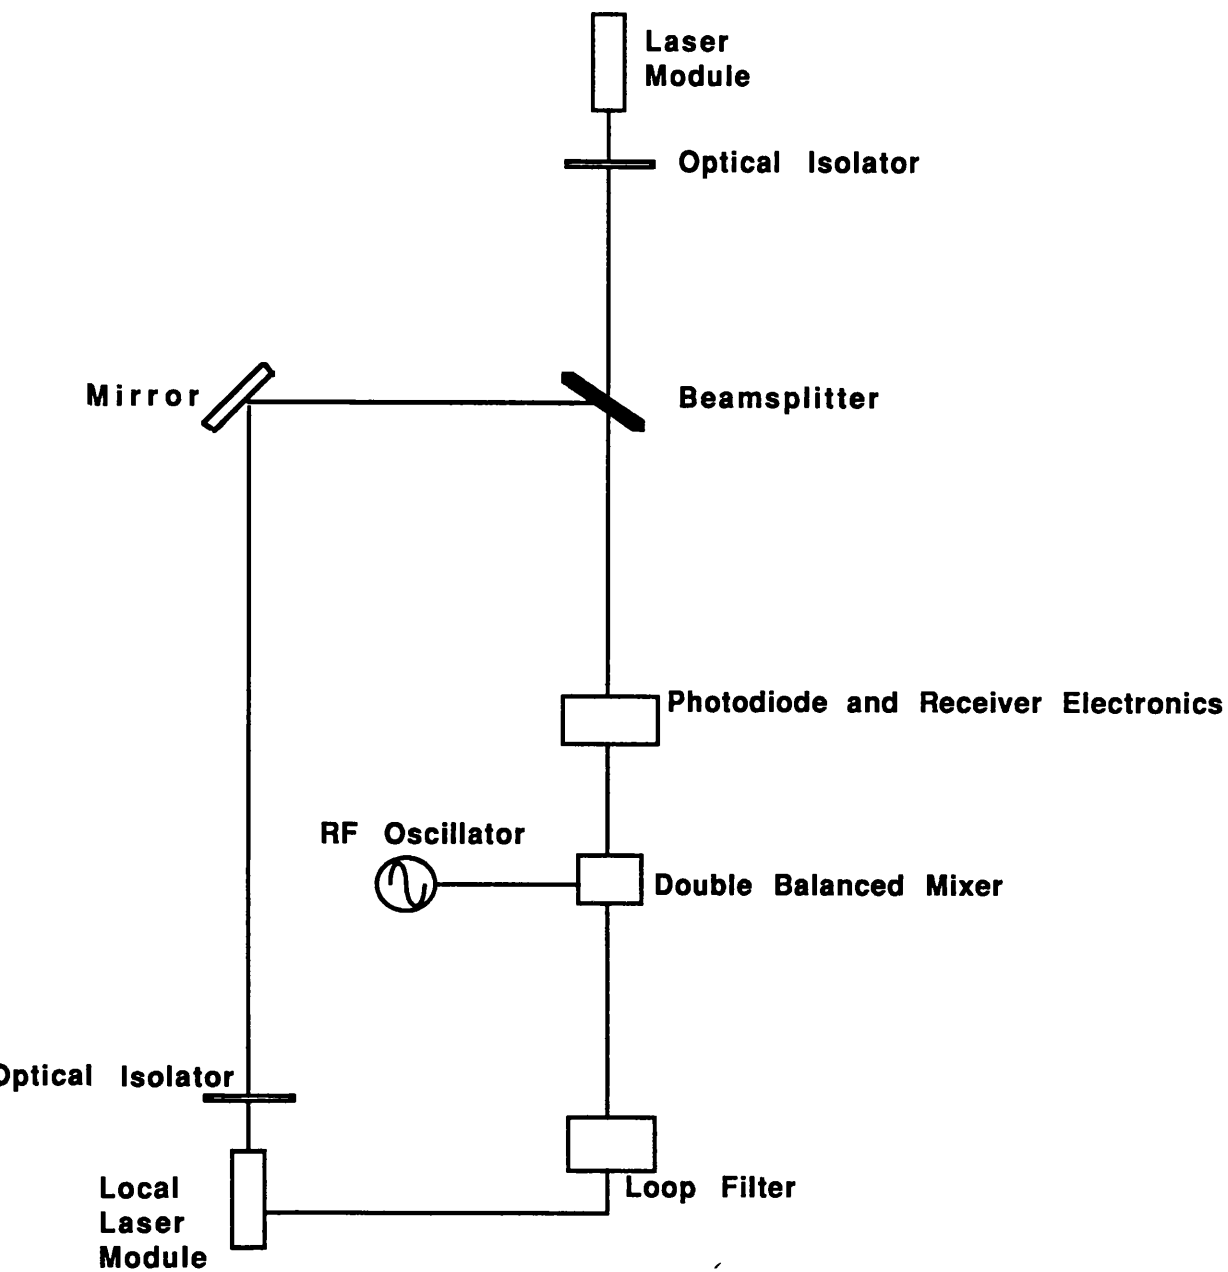 Laser
Module
Optical Isolator
Mirror
Beamsplitter
Photodiode and Receiver Electronics
RF Oscillator
Double Balanced Mixer
Optical Isolator
Loop Filter
Local
Laser
Module